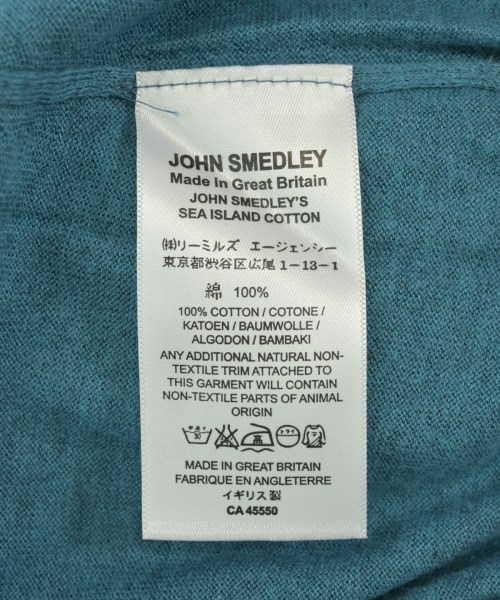 JOHN SMEDLEY
Made In Great Britain
JOHN SMEDLEY'S
SEA ISLAND COTTON
㈱リーミルズ エージェンシー
東京都渋谷区広尾1-13-1
綿 100%
100% COTTON / COTONE /
KATOEN / BAUMWOLLE /
ALGODON / BAMBAKI
ANY ADDITIONAL NATURAL NON-
TEXTILE TRIM ATTACHED TO
THIS GARMENT WILL CONTAIN
NON-TEXTILE PARTS OF ANIMAL
ORIGIN
30 ドライ
MADE IN GREAT BRITAIN
FABRIQUE EN ANGLETERRE
イギリス製
CA 45550